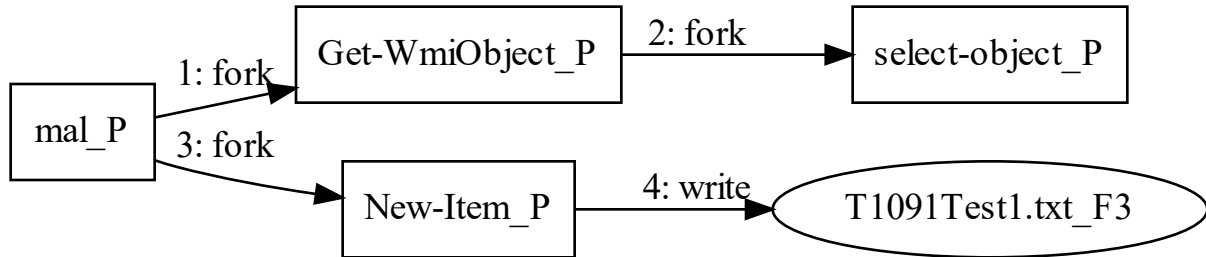 Get-WmiObject_P
2: fork
select-object_P
1: fork
mal_P
3: fork
New-Item_P
4: write
T1091Test1.txt_F3